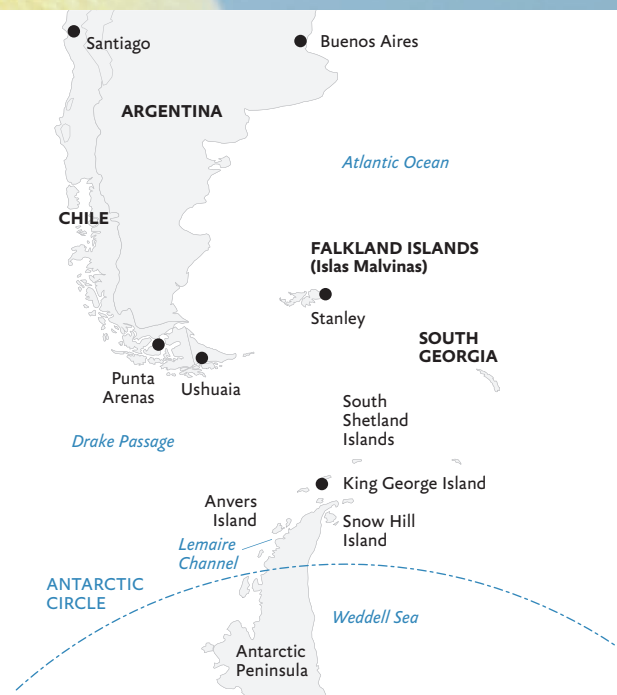 Santiago
Buenos Aires
ARGENTINA
Atlantic Ocean
CHILE
FALKLAND ISLANDS
(Islas Malvinas)
Stanley
SOUTH
GEORGIA
Punta
Arenas
Ushuaia
South
Shetland
Islands
Drake Passage
King George Island
Anvers
Island
Snow Hill
Island
Lemaire
Channel
ANTARCTIC
CIRCLE
Weddell Sea
Antarctic
Peninsula